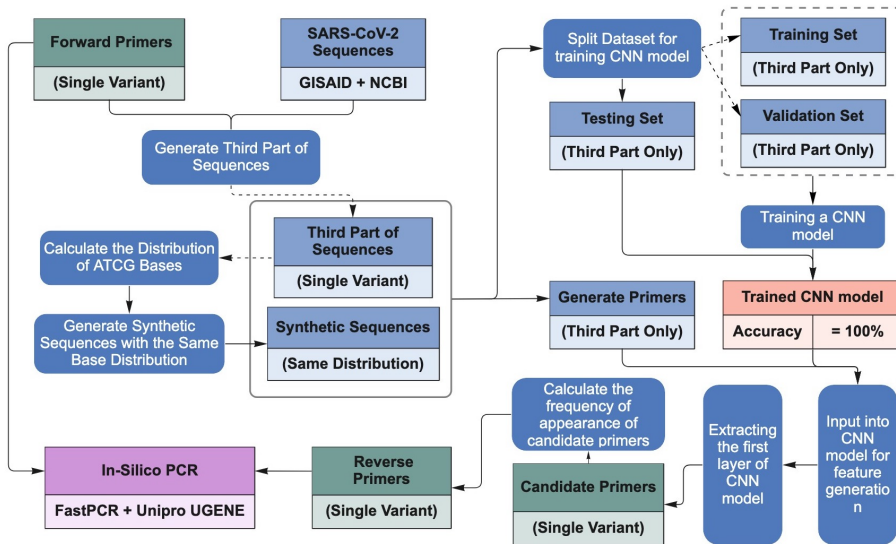 Forward Primers
(Single Variant)
SARS-CoV-2
Sequences
GISAID + NCBI
Generate Third Part of
Sequences
Split Dataset for
training CNN model
Testing Set
(Third Part Only)
Training Set
(Third Part Only)
Validation Set
(Third Part Only)
Training a CNN
model
Third Part of
Sequences
(Single Variant)
Calculate the Distribution
of ATCG Bases
Generate Synthetic
Sequences with the Same
Base Distribution
Synthetic Sequences
(Same Distribution)
Generate Primers
(Third Part Only)
Trained CNN model
Accuracy = 100%
Input into
CNN
model for
feature
generatio
n
Extracting
the first
layer of
CNN
model
Calculate the
frequency of
appearance of
candidate primers
Candidate Primers
(Single Variant)
Reverse
Primers
(Single Variant)
In-Silico PCR
FastPCR + Unipro UGENE